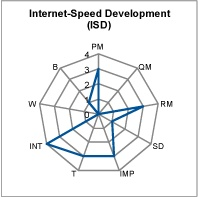 Internet-Speed Development
(ISD)
PM
QM
RM
SD
IMP
T
INT
W
B
4
3
2
1
0